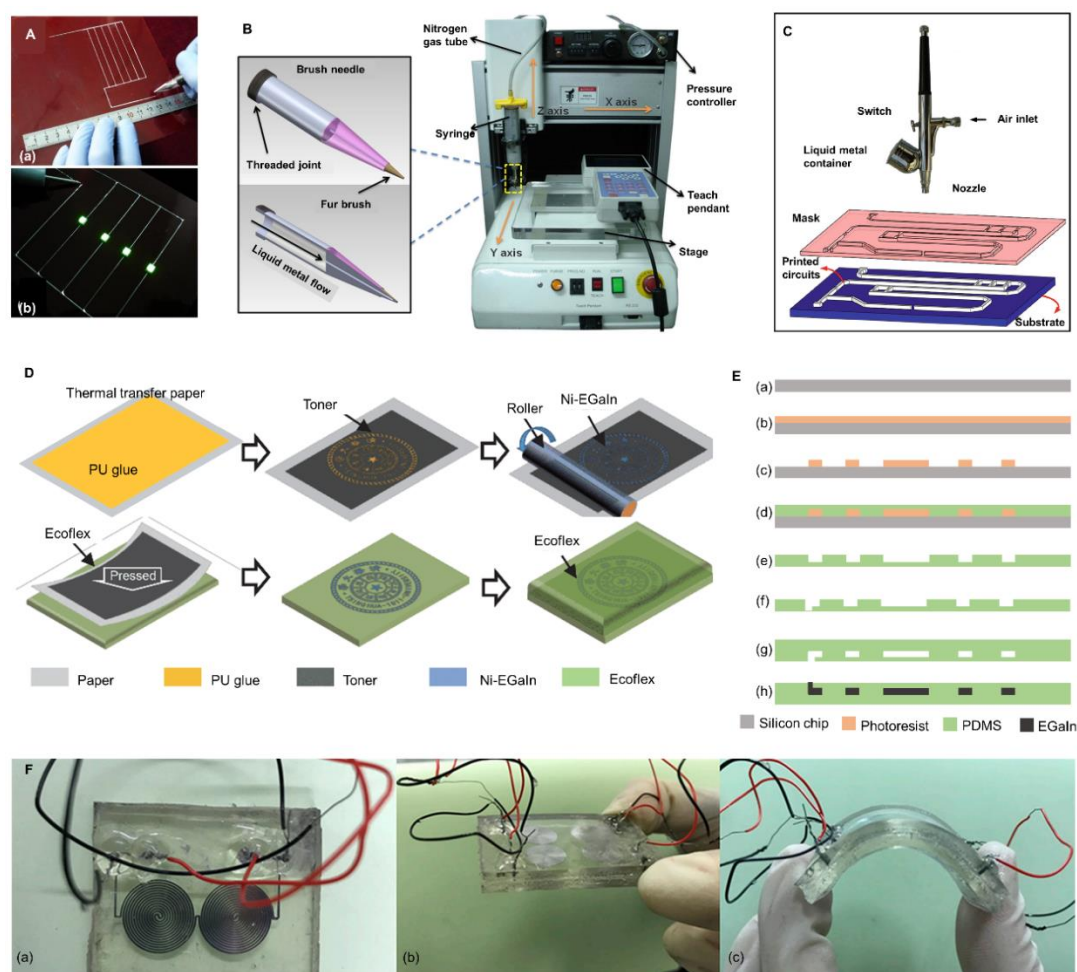 A
(a)
(b)
B
Brush needle
Threaded joint
Fur brush
Liquid metal flow
Nitrogen
gas tube
Syringe
Z axis
X axis
Y axis
Pressure
controller
Teach
pendant
Stage
C
Switch
Air inlet
Liquid metal
container
Nozzle
Mask
Printed
circuits
Substrate
D
Thermal transfer paper
PU glue
Toner
Roller
Ni-EGaIn
Ecoflex
Pressed
Ecoflex
Paper
PU glue
Toner
Ni-EGaIn
Ecoflex
E
(a)
(b)
(c)
(d)
(e)
(f)
(g)
(h)
Silicon chip
Photoresist
PDMS
EGaIn
F
(a)
(b)
(c)